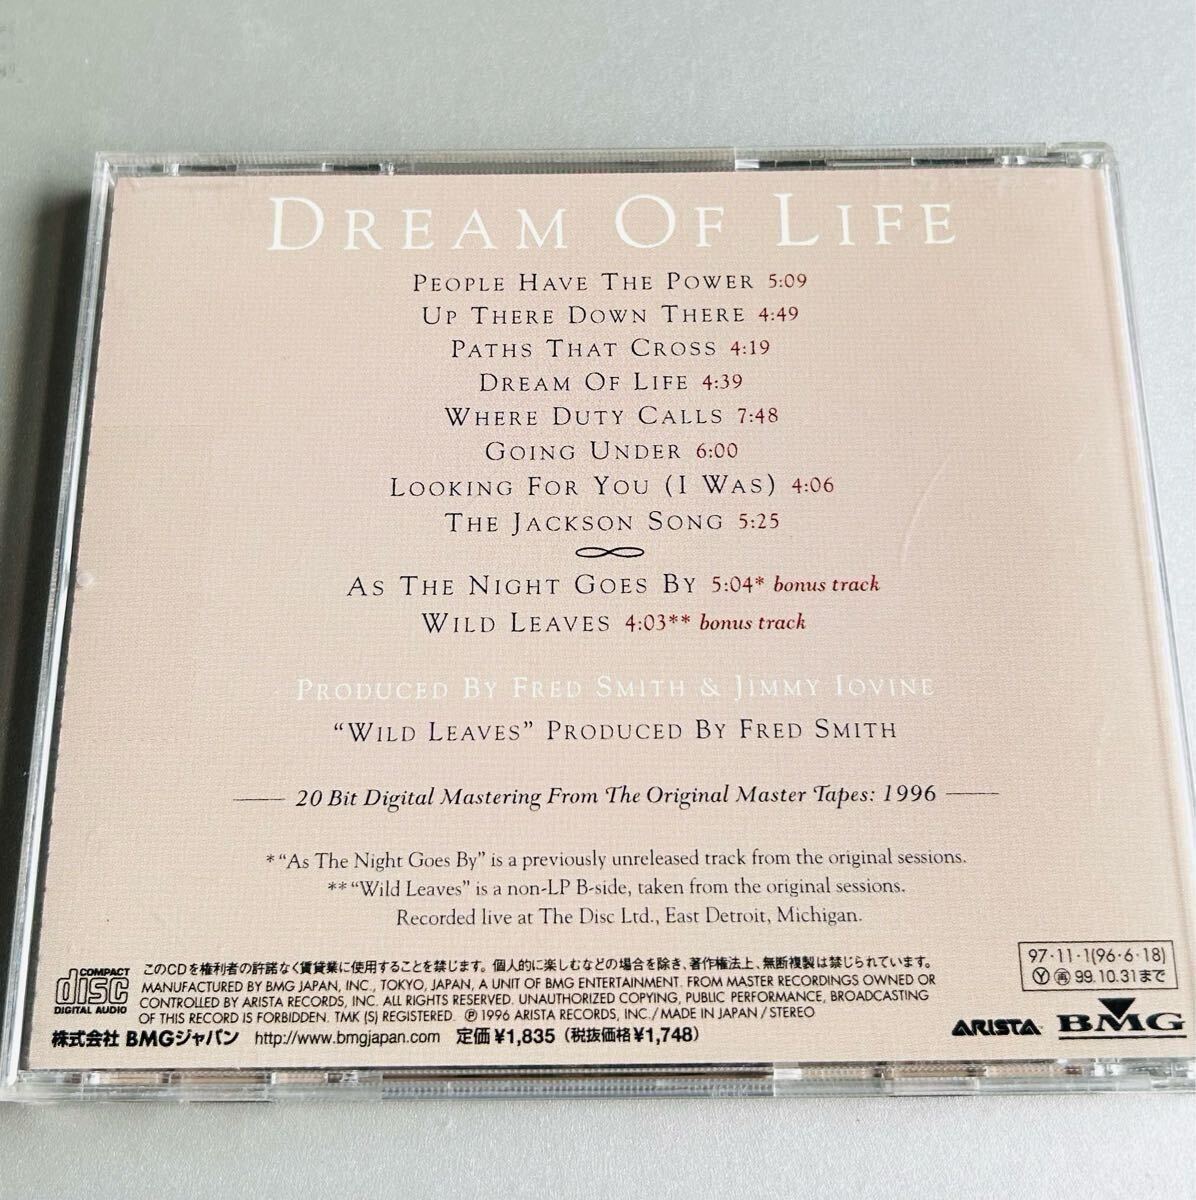 DREAM OF LIFE
PEOPLE HAVE THE POWER 5:09
UP THERE DOWN THERE 4:49
PATHS THAT CROSS 4:19
DREAM OF LIFE 4:39
WHERE DUTY CALLS 7:48
GOING UNDER 6:00
LOOKING FOR YOU (I WAS) 4:06
THE JACKSON SONG 5:25
AS THE NIGHT GOES BY 5:04* bonus track
WILD LEAVES 4:03** bonus track
PRODUCED BY FRED SMITH & JIMMY IOVINE
“WILD LEAVES” PRODUCED BY FRED SMITH
20 Bit Digital Mastering From The Original Master Tapes: 1996
* “As The Night Goes By” is a previously unreleased track from the original sessions.
** “Wild Leaves” is a non-LP B-side, taken from the original sessions.
Recorded live at The Disc Ltd., East Detroit, Michigan.
COMPACT
disc
DIGITAL AUDIO
このCDを権利者の許諾なく賃貸業に使用することを禁じます。個人的に楽しむなどの場合を除き、著作権法上、無断複製は禁じられています。
MANUFACTURED BY BMG JAPAN, INC., TOKYO, JAPAN, A UNIT OF BMG ENTERTAINMENT. FROM MASTER RECORDINGS OWNED OR
CONTROLLED BY ARISTA RECORDS, INC. ALL RIGHTS RESERVED. UNAUTHORIZED COPYING, PUBLIC PERFORMANCE, BROADCASTING
OF THIS RECORD IS FORBIDDEN. TMK (S) REGISTERED. Ⓟ 1996 ARISTA RECORDS, INC./MADE IN JAPAN/STEREO
株式会社 BMGジャパン http://www.bmgjapan.com 定価¥1,835（税抜価格¥1,748）
97·11·1(96·6·18)
Ⓨ㊢99.10.31まで
ARISTA
BMG